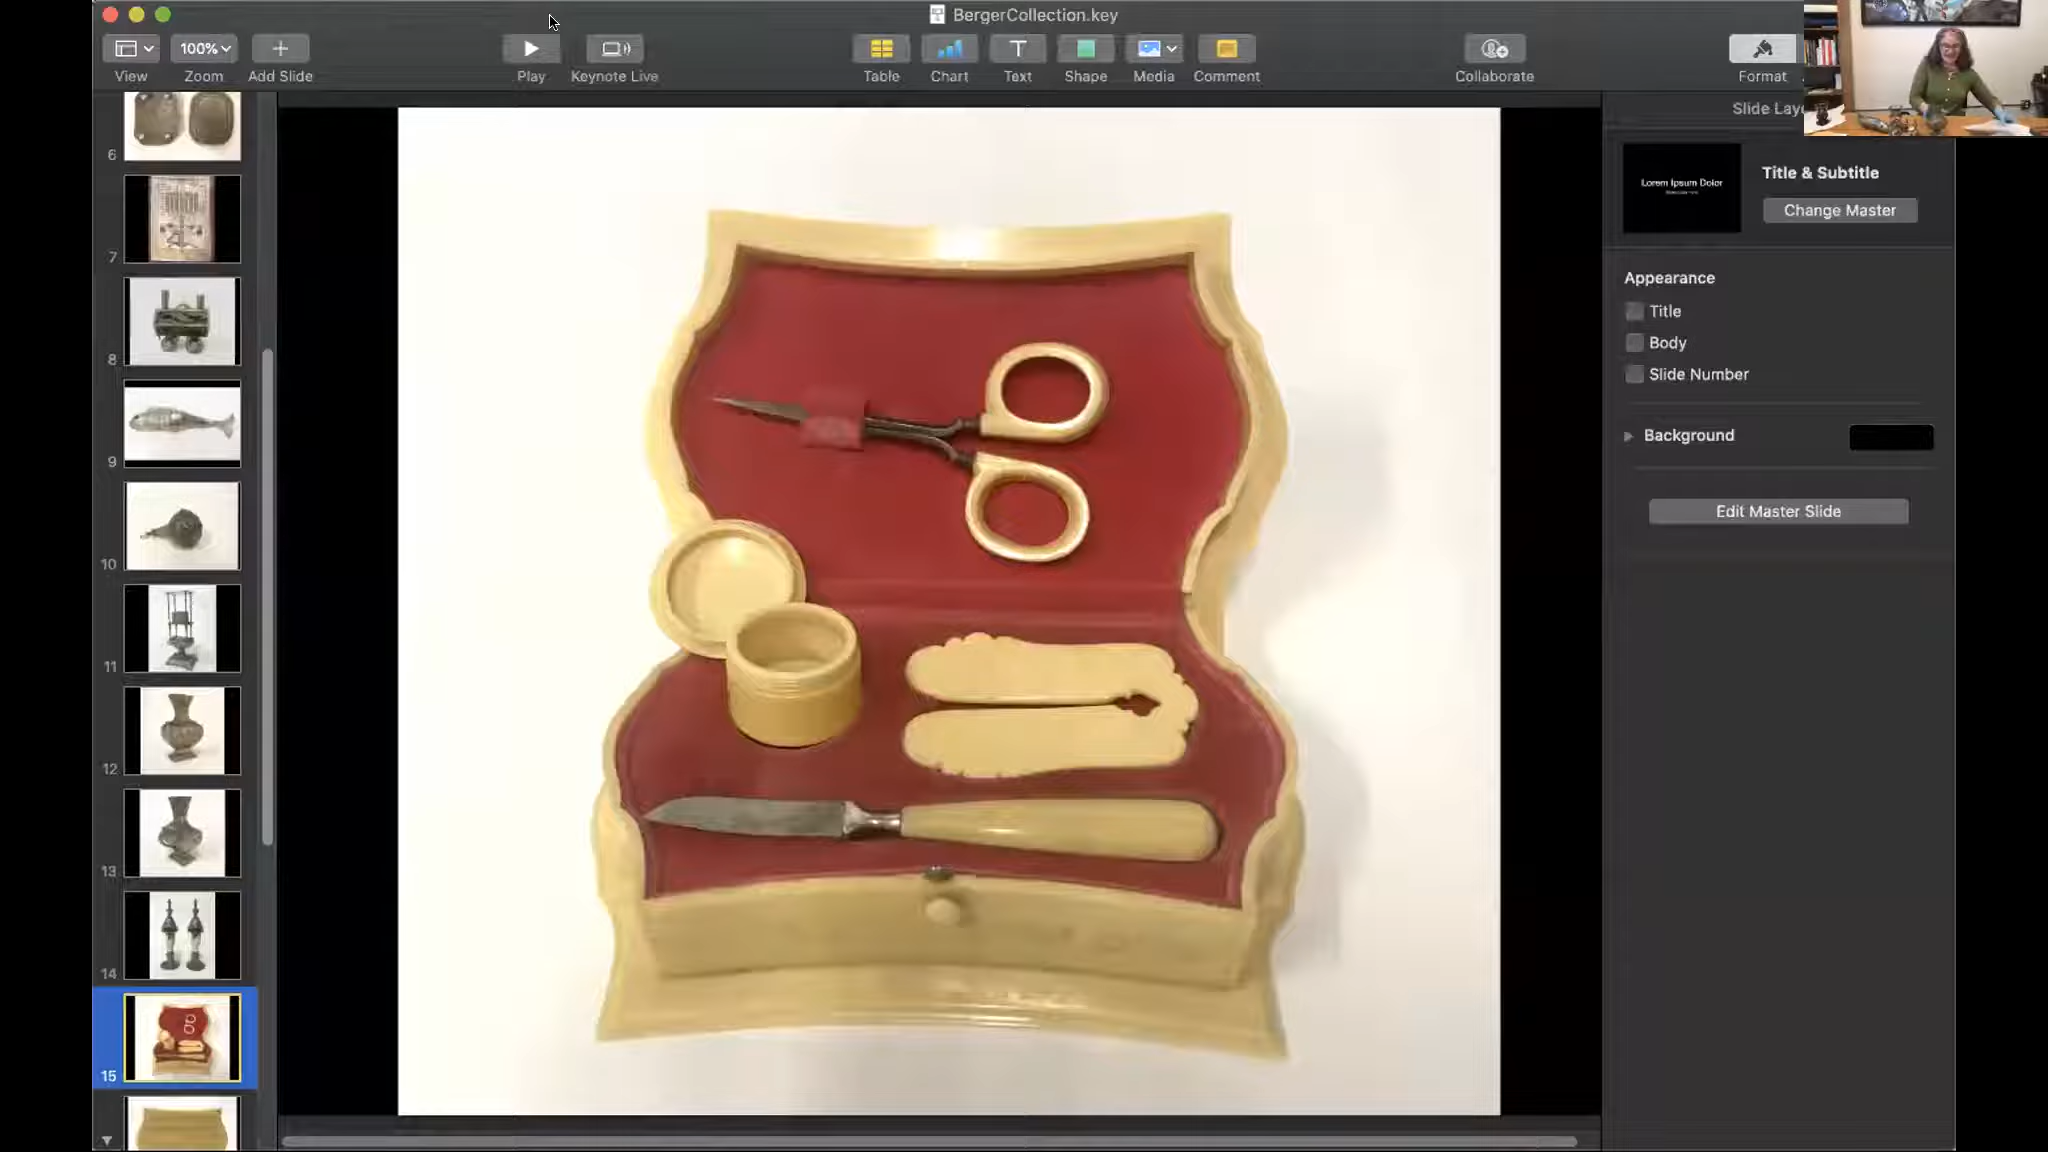 BergerCollection.key
View
100%
Zoom
Add Slide
Play
Keynote Live
Table
Chart
Text
Shape
Media
Comment
Collaborate
Format
Slide Lay
Lorem Ipsum Dolor
Title & Subtitle
Change Master
Appearance
Title
Body
Slide Number
Background
Edit Master Slide
6
7
8
9
10
11
12
13
14
15